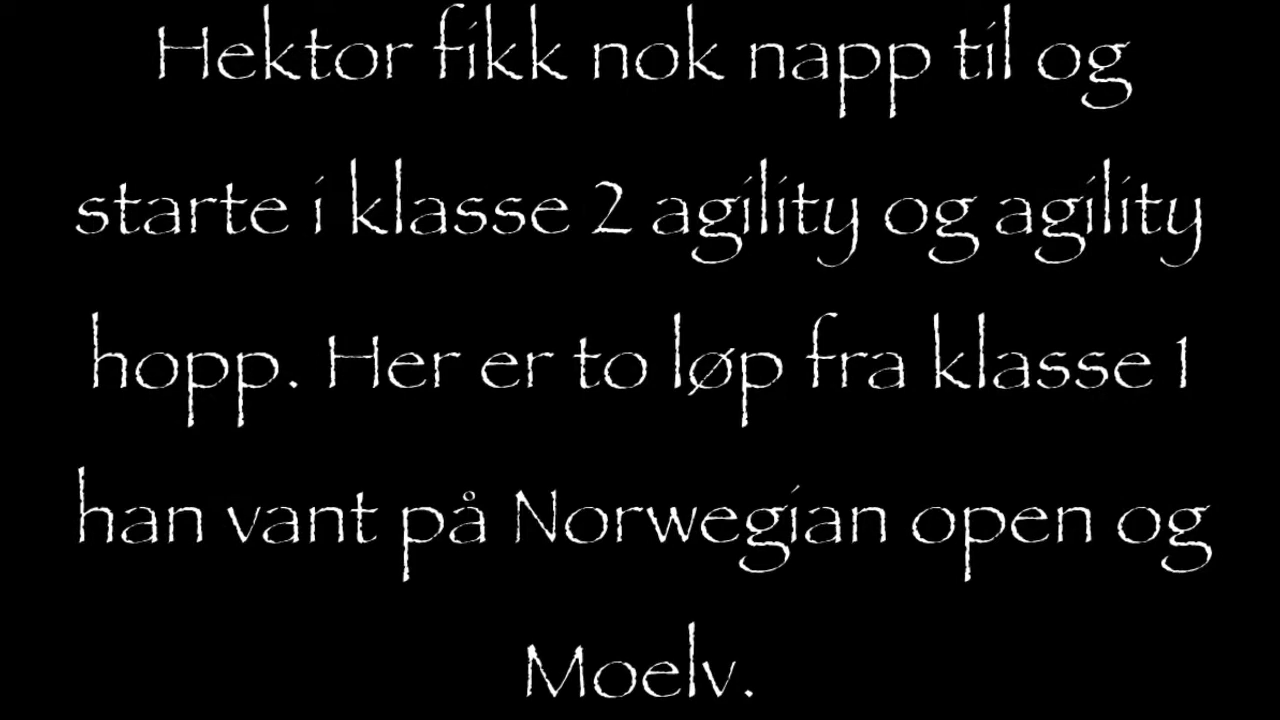 Hektor fikk nok napp til og
starte i klasse 2 agility og agility
hopp. Her er to løp fra klasse 1
han vant på Norwegian open og
Moelv.